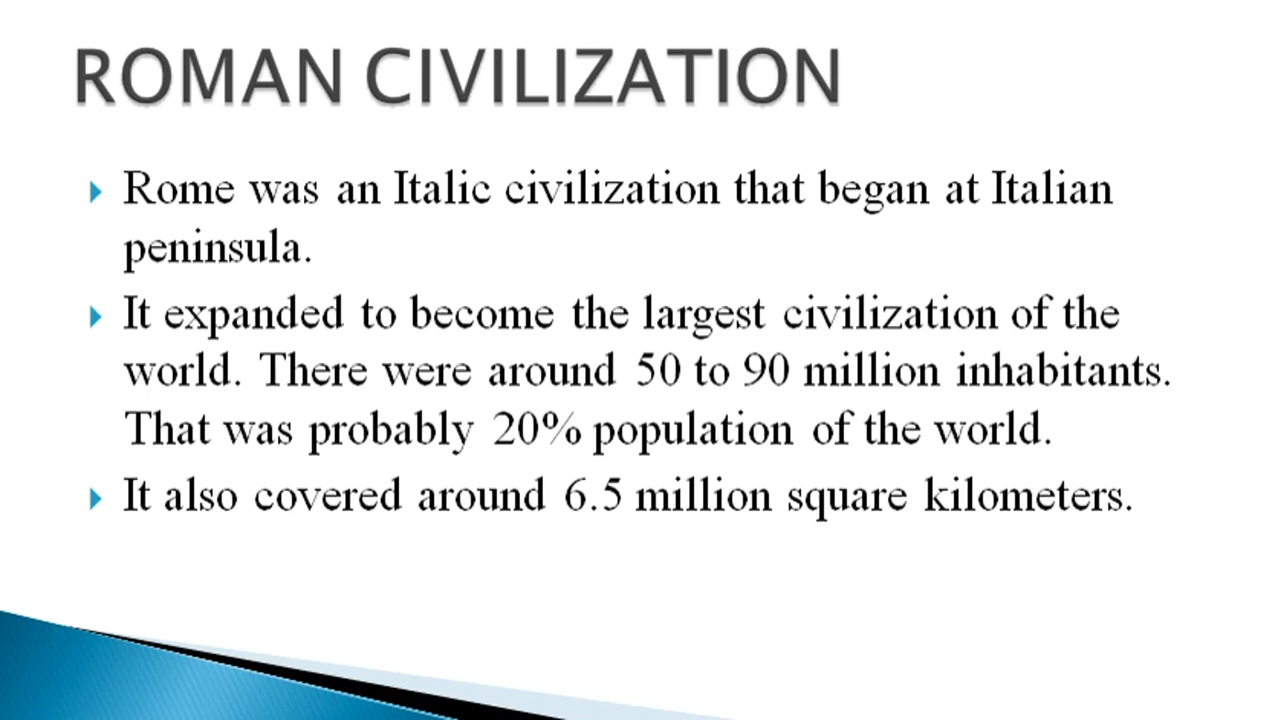 ROMAN CIVILIZATION
Rome was an Italic civilization that began at Italian
peninsula.
It expanded to become the largest civilization of the
world. There were around 50 to 90 million inhabitants.
That was probably 20% population of the world.
It also covered around 6.5 million square kilometers.